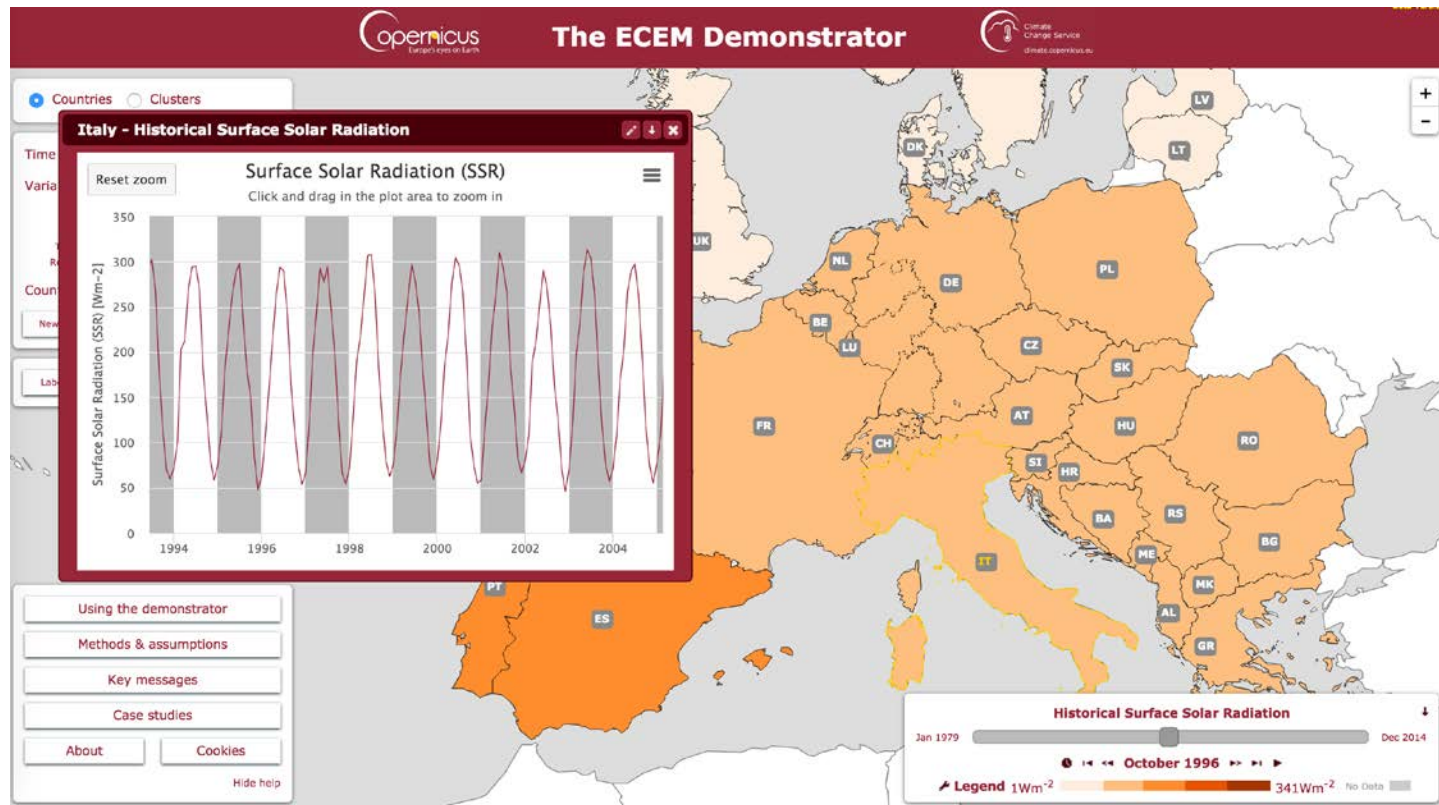 Copernicus
Europe's eyes on Earth
The ECEM Demonstrator
Climate
Change Service
climate.copernicus.eu
Countries
Clusters
Time
Varia
Coun
New
Labe
Italy - Historical Surface Solar Radiation
Reset zoom
Surface Solar Radiation (SSR)
Click and drag in the plot area to zoom in
Surface Solar Radiation (SSR) [Wm-2]
350
300
250
200
150
100
50
0
1994
1996
1998
2000
2002
2004
LV
LT
DK
UK
NL
DE
PL
BE
LU
CZ
SK
FR
CH
AT
HU
RO
SI
HR
BA
RS
BG
ME
MK
AL
GR
IT
PT
ES
Using the demonstrator
Methods & assumptions
Key messages
Case studies
About
Cookies
Hide help
Historical Surface Solar Radiation
Jan 1979
Dec 2014
October 1996
Legend 1Wm-2
341Wm-2
No Data
+
−